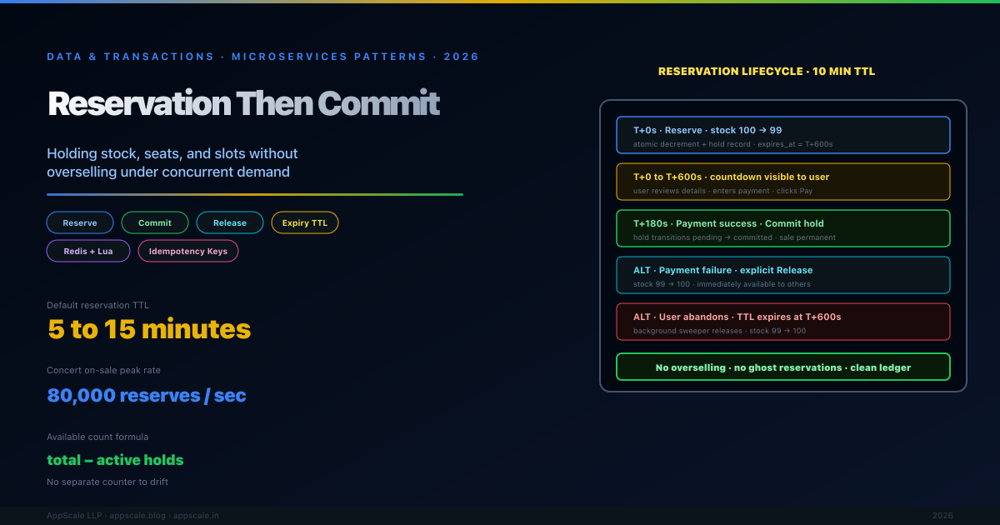 DATA & TRANSACTIONS · MICROSERVICES PATTERNS · 2026
Reservation Then Commit
Holding stock, seats, and slots without
overselling under concurrent demand
Reserve
Commit
Release
Expiry TTL
Redis + Lua
Idempotency Keys
Default reservation TTL
5 to 15 minutes
Concert on-sale peak rate
80,000 reserves / sec
Available count formula
total − active holds
No separate counter to drift
RESERVATION LIFECYCLE · 10 MIN TTL
T+0s · Reserve · stock 100 → 99
atomic decrement + hold record · expires_at = T+600s
T+0 to T+600s · countdown visible to user
user reviews details · enters payment · clicks Pay
T+180s · Payment success · Commit hold
hold transitions pending → committed · sale permanent
ALT · Payment failure · explicit Release
stock 99 → 100 · immediately available to others
ALT · User abandons · TTL expires at T+600s
background sweeper releases · stock 99 → 100
No overselling · no ghost reservations · clean ledger
AppScale LLP · appscale.blog · appscale.in
2026